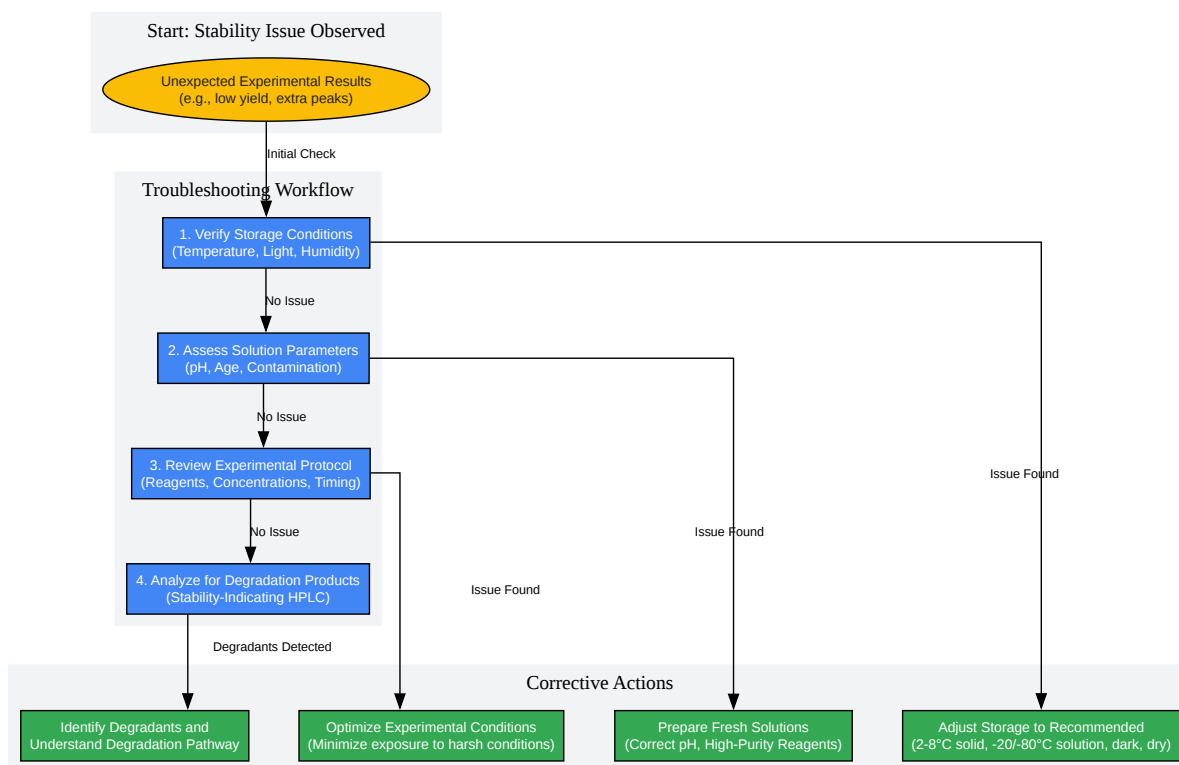 Start: Stability Issue Observed
Unexpected Experimental Results
(e.g., low yield, extra peaks)
Initial Check
Troubleshooting Workflow
1. Verify Storage Conditions
(Temperature, Light, Humidity)
No Issue
2. Assess Solution Parameters
(pH, Age, Contamination)
No Issue
3. Review Experimental Protocol
(Reagents, Concentrations, Timing)
Issue Found
No Issue
Issue Found
4. Analyze for Degradation Products
(Stability-Indicating HPLC)
Issue Found
Degradants Detected
Corrective Actions
Identify Degradants and
Understand Degradation Pathway
Optimize Experimental Conditions
(Minimize exposure to harsh conditions)
Prepare Fresh Solutions
(Correct pH, High-Purity Reagents)
Adjust Storage to Recommended
(2-8°C solid, -20/-80°C solution, dark, dry)